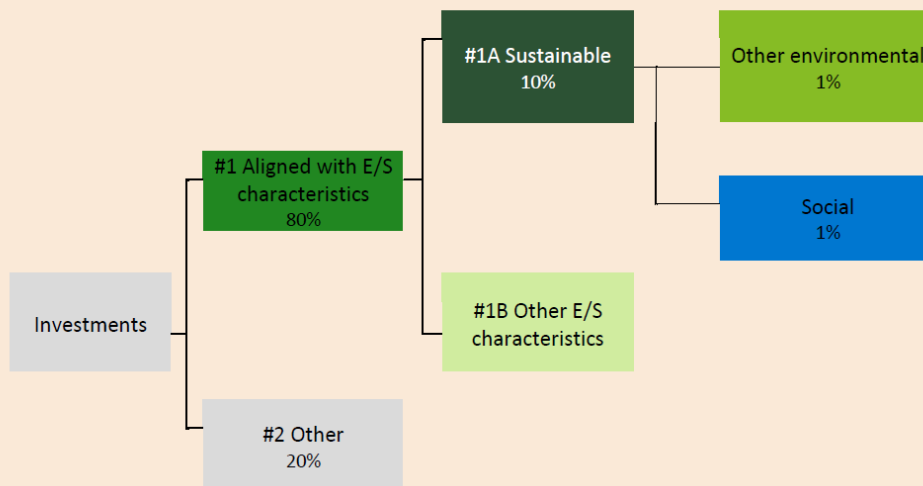 #1A Sustainable
10%
Other environmental
1%
#1 Aligned with E/S
characteristics
80%
Social
1%
Investments
#1B Other E/S
characteristics
#2 Other
20%